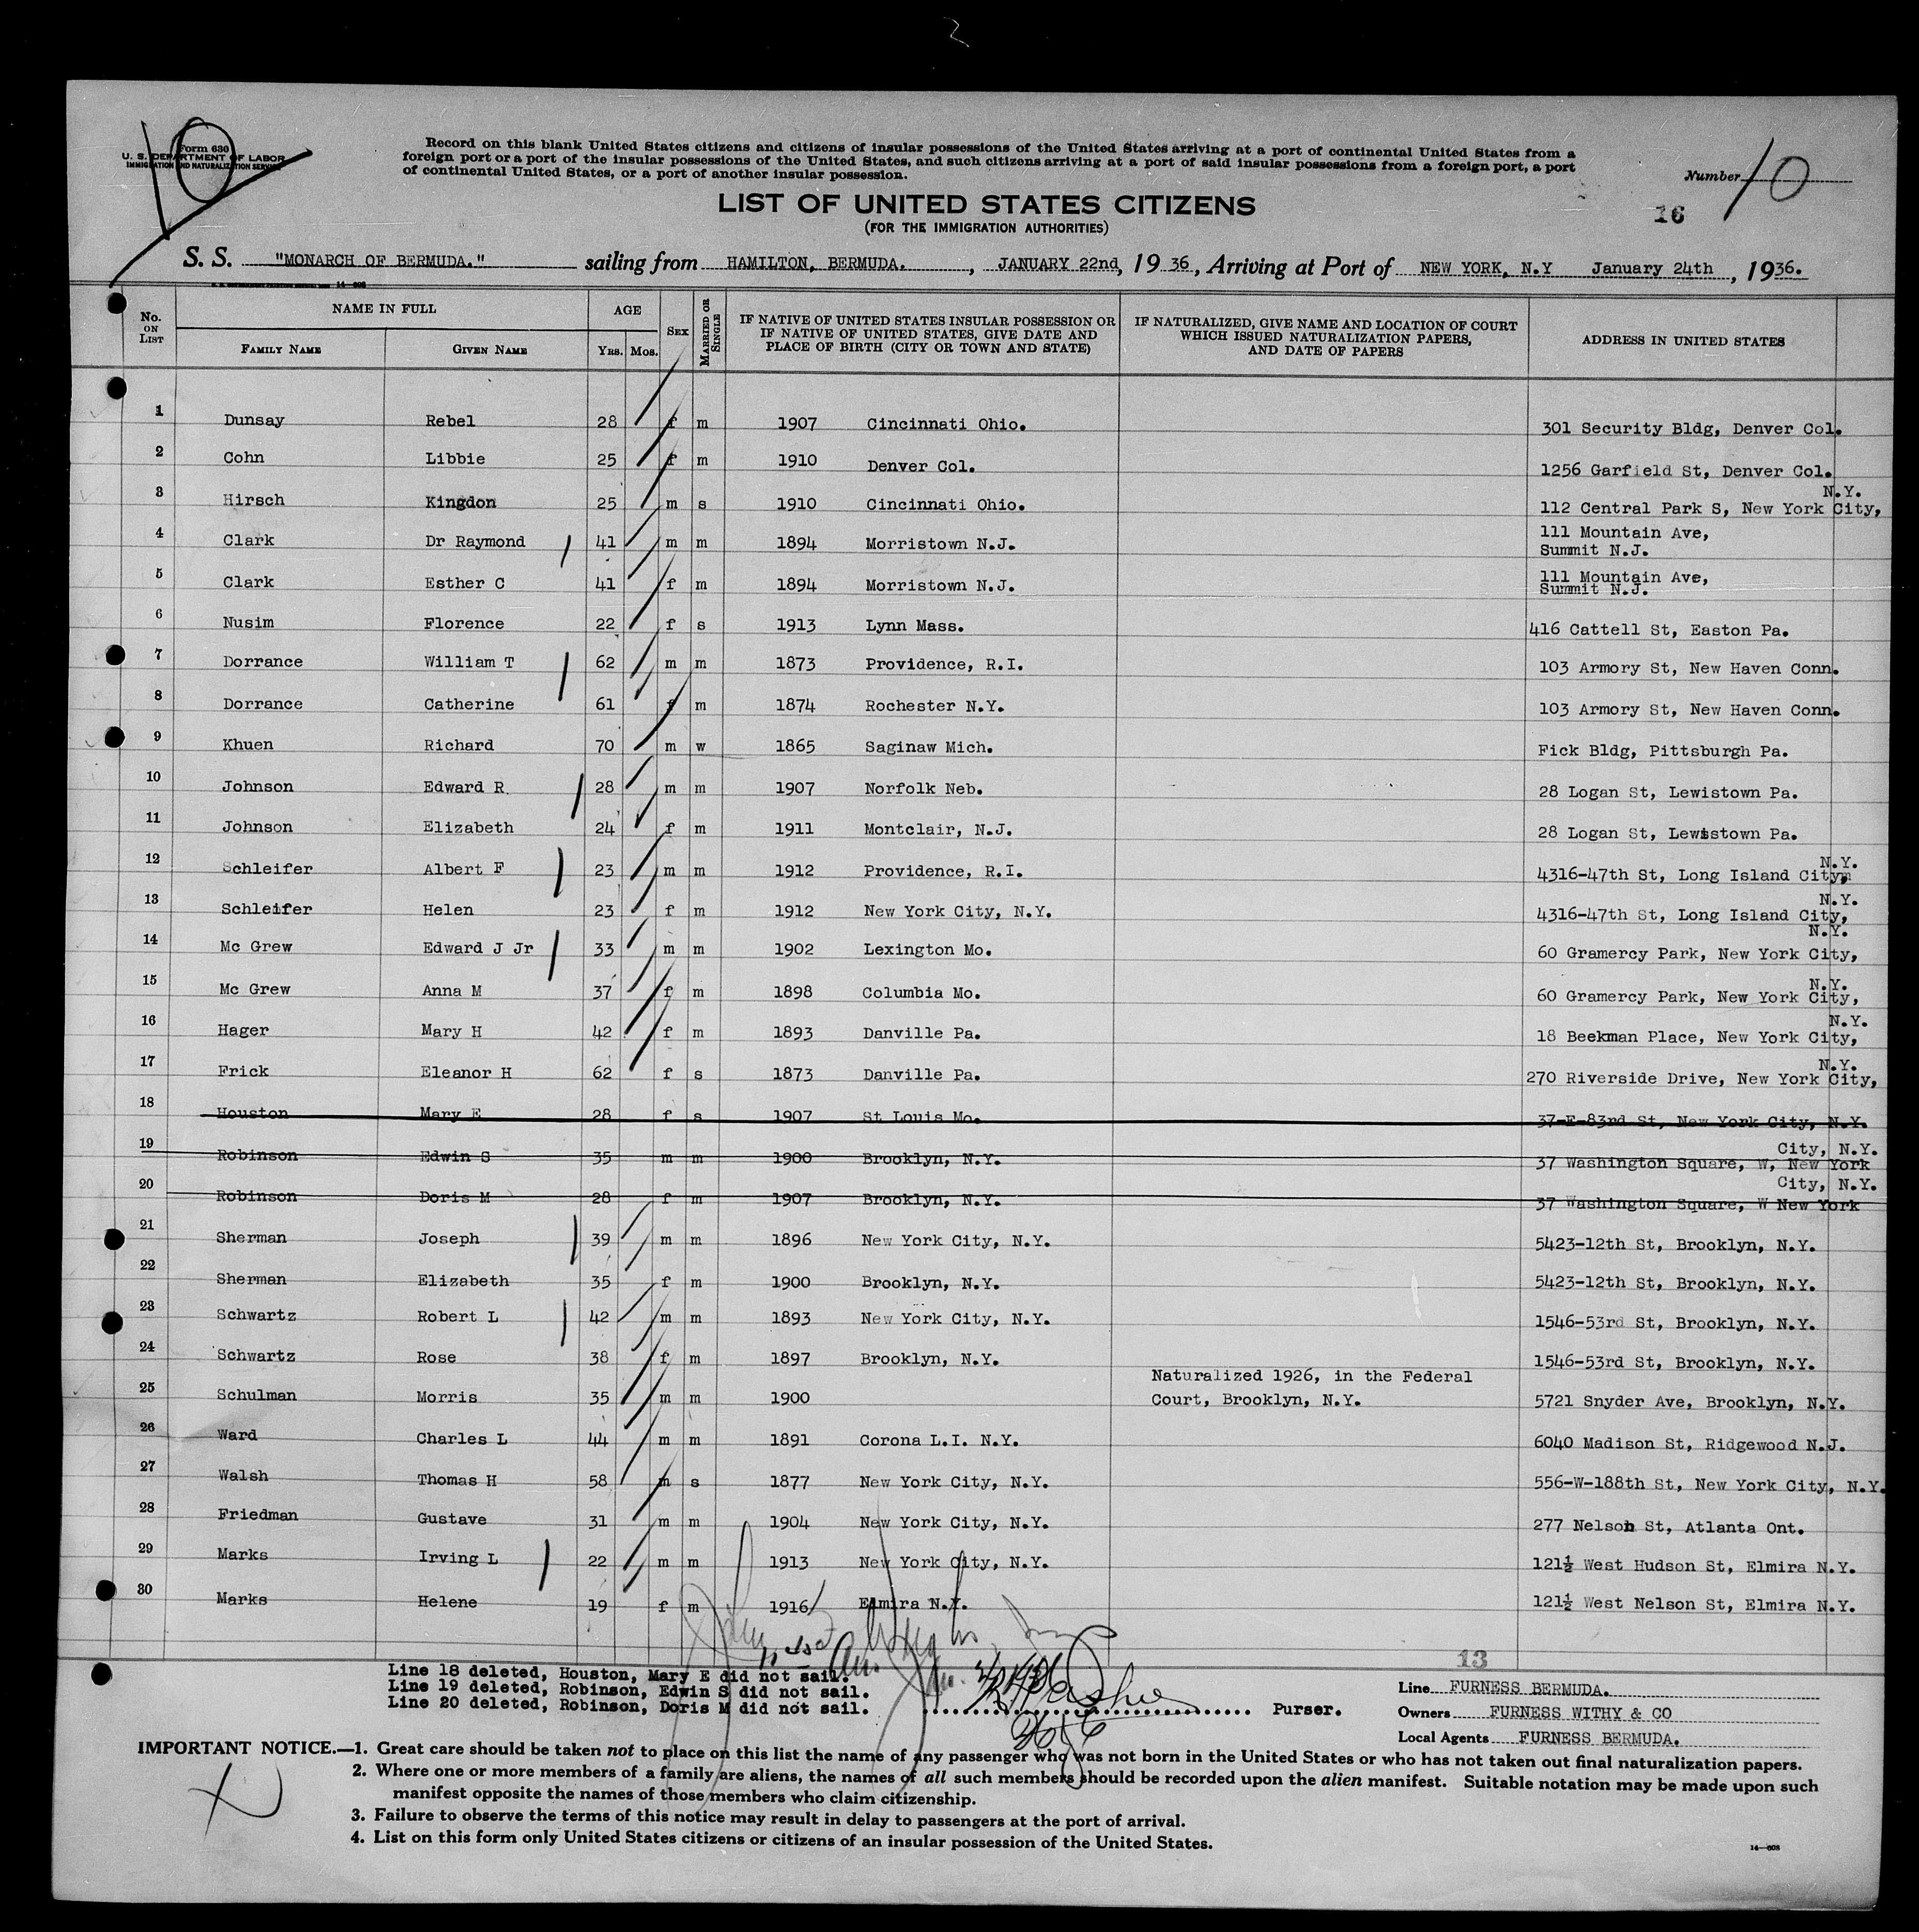 Form 630
U. S. DEPARTMENT OF LABOR
IMMIGRATION AND NATURALIZATION SERVICE
Record on this blank United States citizens and citizens of insular possessions of the United States arriving at a port of continental United States from a
foreign port or a port of the insular possessions of the United States, and such citizens arriving at a port of said insular possessions from a foreign port, a port
of continental United States, or a port of another insular possession.
Number 10
16
LIST OF UNITED STATES CITIZENS
(FOR THE IMMIGRATION AUTHORITIES)
S. S. "MONARCH OF BERMUDA." sailing from HAMILTON, BERMUDA. , JANUARY 22nd, 19 36, Arriving at Port of NEW YORK, N.Y January 24th , 1936.
No. ON LIST NAME IN FULL FAMILY NAME GIVEN NAME AGE YRS. MOS. SEX MARRIED OR SINGLE IF NATIVE OF UNITED STATES INSULAR POSSESSION OR IF NATIVE OF UNITED STATES, GIVE DATE AND PLACE OF BIRTH (CITY OR TOWN AND STATE) IF NATURALIZED, GIVE NAME AND LOCATION OF COURT WHICH ISSUED NATURALIZATION PAPERS, AND DATE OF PAPERS ADDRESS IN UNITED STATES
1 Dunsay Rebel 28 f m 1907 Cincinnati Ohio. 301 Security Bldg, Denver Col.
2 Cohn Libbie 25 f m 1910 Denver Col. 1256 Garfield St, Denver Col.
3 Hirsch Kingdon 25 m s 1910 Cincinnati Ohio. 112 Central Park S, New York City, N.Y.
4 Clark Dr Raymond 41 m m 1894 Morristown N.J. 111 Mountain Ave, Summit N.J.
5 Clark Esther C 41 f m 1894 Morristown N.J. 111 Mountain Ave, Summit N.J.
6 Nusim Florence 22 f s 1913 Lynn Mass. 416 Cattell St, Easton Pa.
7 Dorrance William T 62 m m 1873 Providence, R.I. 103 Armory St, New Haven Conn.
8 Dorrance Catherine 61 f m 1874 Rochester N.Y. 103 Armory St, New Haven Conn.
9 Khuen Richard 70 m w 1865 Saginaw Mich. Fick Bldg, Pittsburgh Pa.
10 Johnson Edward R. 28 m m 1907 Norfolk Neb. 28 Logan St, Lewistown Pa.
11 Johnson Elizabeth 24 f m 1911 Montclair, N.J. 28 Logan St, Lewistown Pa.
12 Schleifer Albert F 23 m m 1912 Providence, R.I. 4316-47th St, Long Island City, N.Y.
13 Schleifer Helen 23 f m 1912 New York City, N.Y. 4316-47th St, Long Island City, N.Y.
14 Mc Grew Edward J Jr 33 m m 1902 Lexington Mo. 60 Gramercy Park, New York City, N.Y.
15 Mc Grew Anna M 37 f m 1898 Columbia Mo. 60 Gramercy Park, New York City, N.Y.
16 Hager Mary H 42 f m 1893 Danville Pa. 18 Beekman Place, New York City, N.Y.
17 Frick Eleanor H 62 f s 1873 Danville Pa. 270 Riverside Drive, New York City, N.Y.
18 Houston Mary E 28 f s 1907 St Louis Mo. 37-E-83rd St, New York City, N.Y.
19 Robinson Edwin S 35 m m 1900 Brooklyn, N.Y. 37 Washington Square, W, New York City, N.Y.
20 Robinson Doris M 28 f m 1907 Brooklyn, N.Y. 37 Washington Square, W New York City, N.Y.
21 Sherman Joseph 39 m m 1896 New York City, N.Y. 5423-12th St, Brooklyn, N.Y.
22 Sherman Elizabeth 35 f m 1900 Brooklyn, N.Y. 5423-12th St, Brooklyn, N.Y.
23 Schwartz Robert L 42 m m 1893 New York City, N.Y. 1546-53rd St, Brooklyn, N.Y.
24 Schwartz Rose 38 f m 1897 Brooklyn, N.Y. 1546-53rd St, Brooklyn, N.Y.
25 Schulman Morris 35 m m 1900 Naturalized 1926, in the Federal Court, Brooklyn, N.Y. 5721 Snyder Ave, Brooklyn, N.Y.
26 Ward Charles L 44 m m 1891 Corona L.I. N.Y. 6040 Madison St, Ridgewood N.J.
27 Walsh Thomas H 58 m s 1877 New York City, N.Y. 556-W-188th St, New York City, N.Y.
28 Friedman Gustave 31 m m 1904 New York City, N.Y. 277 Nelson St, Atlanta Ont.
29 Marks Irving L 22 m m 1913 New York City, N.Y. 121½ West Hudson St, Elmira N.Y.
30 Marks Helene 19 f m 1916 Elmira N.Y. 121½ West Nelson St, Elmira N.Y.
13
Line 18 deleted, Houston, Mary E did not sail.
Line 19 deleted, Robinson, Edwin S did not sail.
Line 20 deleted, Robinson, Doris M did not sail.
Purser.
Line FURNESS BERMUDA.
Owners FURNESS WITHY & CO
Local Agents FURNESS BERMUDA.
IMPORTANT NOTICE.—1. Great care should be taken not to place on this list the name of any passenger who was not born in the United States or who has not taken out final naturalization papers.
2. Where one or more members of a family are aliens, the names of all such members should be recorded upon the alien manifest. Suitable notation may be made upon such
manifest opposite the names of those members who claim citizenship.
3. Failure to observe the terms of this notice may result in delay to passengers at the port of arrival.
4. List on this form only United States citizens or citizens of an insular possession of the United States.
14—608